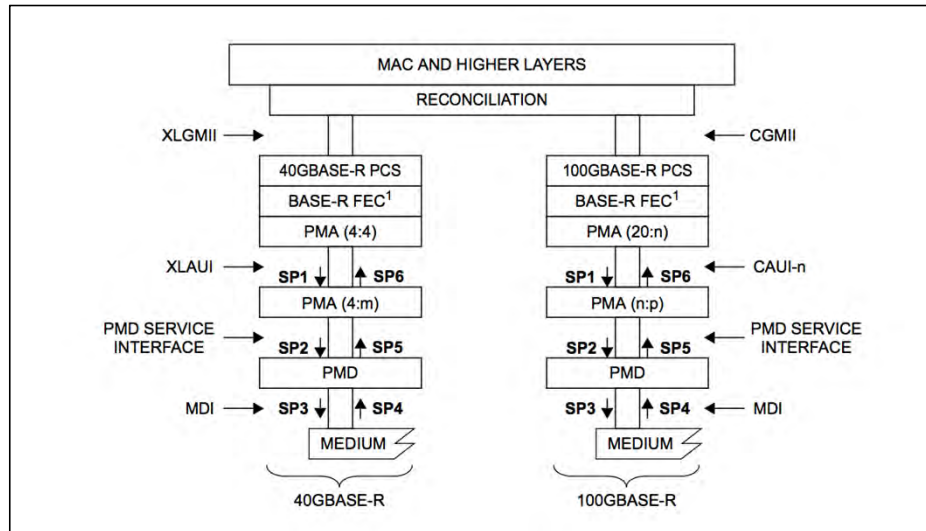 MAC AND HIGHER LAYERS
RECONCILIATION
XLGMII
CGMII
40GBASE-R PCS
100GBASE-R PCS
BASE-R FEC¹
BASE-R FEC¹
PMA (4:4)
PMA (20:n)
XLAUI
SP1
SP6
SP1
SP6
CAUI-n
PMA (4:m)
PMA (n:p)
PMD SERVICE
INTERFACE
SP2
SP5
SP2
SP5
PMD SERVICE
INTERFACE
PMD
PMD
MDI
SP3
SP4
SP3
SP4
MDI
MEDIUM
MEDIUM
40GBASE-R
100GBASE-R